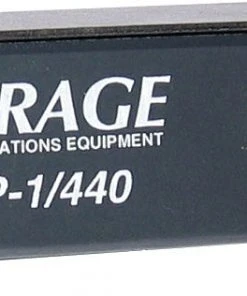 RAGE
ATIONS EQUIPMENT
P-1/440